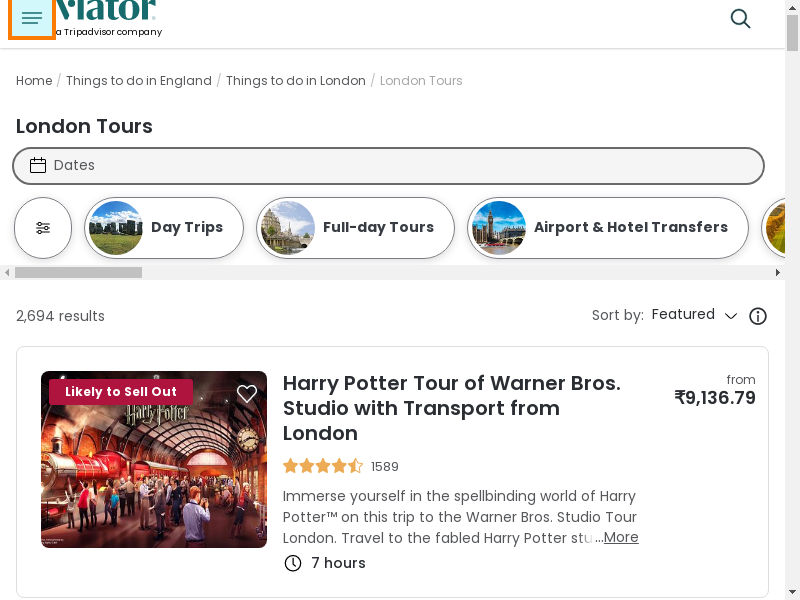 viator
a Tripadvisor company
Home / Things to do in England / Things to do in London / London Tours
London Tours
Dates
Day Trips
Full-day Tours
Airport & Hotel Transfers
2,694 results
Sort by: Featured
Likely to Sell Out
Harry Potter
Harry Potter Tour of Warner Bros.
Studio with Transport from
London
from
₹9,136.79
1589
Immerse yourself in the spellbinding world of Harry
Potter™ on this trip to the Warner Bros. Studio Tour
London. Travel to the fabled Harry Potter stu...More
7 hours